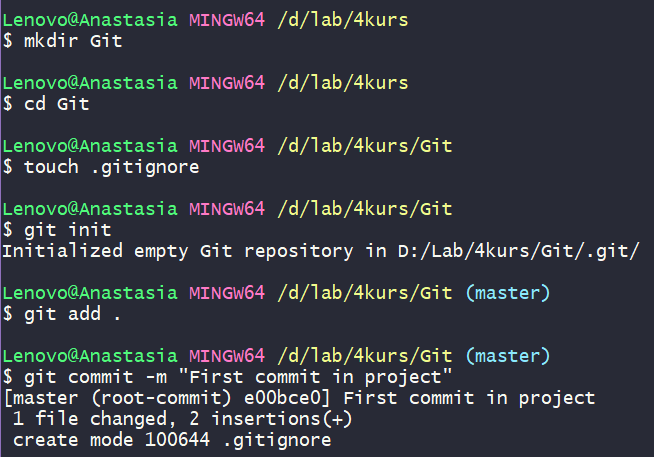 Lenovo@Anastasia MINGW64 /d/lab/4kurs
$ mkdir Git
Lenovo@Anastasia MINGW64 /d/lab/4kurs
$ cd Git
Lenovo@Anastasia MINGW64 /d/lab/4kurs/Git
$ touch .gitignore
Lenovo@Anastasia MINGW64 /d/lab/4kurs/Git
$ git init
Initialized empty Git repository in D:/Lab/4kurs/Git/.git/
Lenovo@Anastasia MINGW64 /d/lab/4kurs/Git (master)
$ git add .
Lenovo@Anastasia MINGW64 /d/lab/4kurs/Git (master)
$ git commit -m "First commit in project"
[master (root-commit) e00bce0] First commit in project
 1 file changed, 2 insertions(+)
 create mode 100644 .gitignore